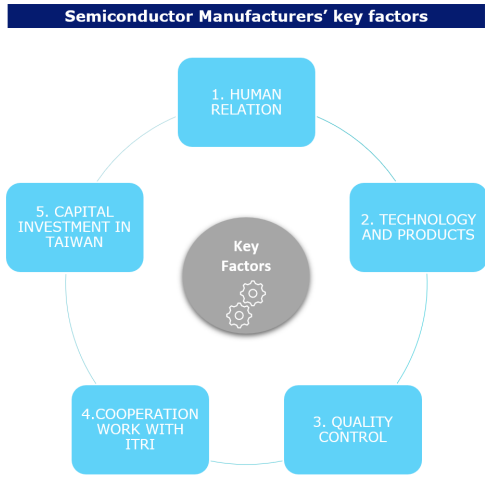 Semiconductor Manufacturers’ key factors
1. HUMAN
RELATION
2. TECHNOLOGY
AND PRODUCTS
3. QUALITY
CONTROL
4.COOPERATION
WORK WITH
ITRI
5. CAPITAL
INVESTMENT IN
TAIWAN
Key
Factors